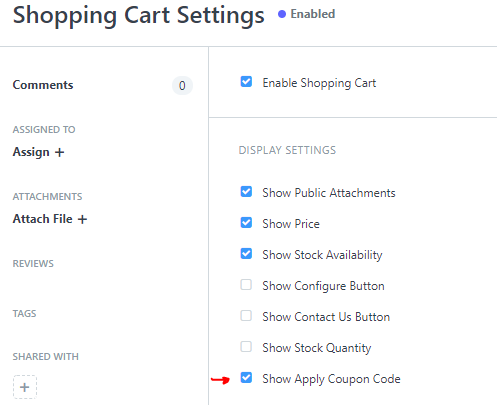 Shopping Cart Settings Enabled
Comments 0
ASSIGNED TO
Assign +
ATTACHMENTS
Attach File +
REVIEWS
TAGS
SHARED WITH
+
Enable Shopping Cart
DISPLAY SETTINGS
Show Public Attachments
Show Price
Show Stock Availability
Show Configure Button
Show Contact Us Button
Show Stock Quantity
Show Apply Coupon Code